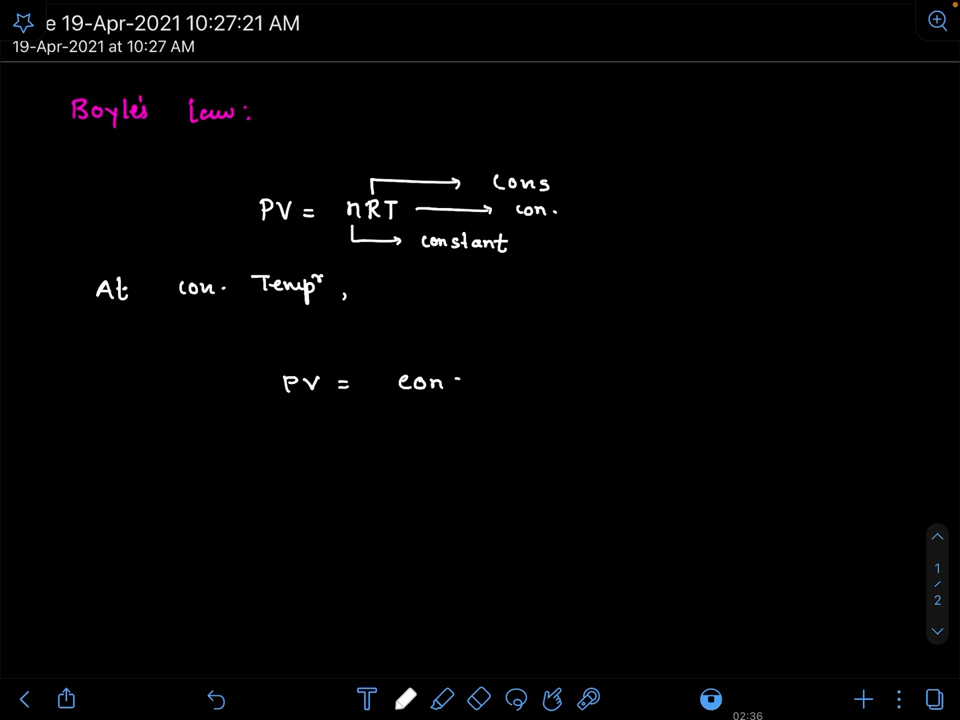 e 19-Apr-2021 10:27:21 AM
19-Apr-2021 at 10:27 AM
Boyle's Law:
cons
PV = nRT con.
constant
At con. Tempr,
PV = con.
1
/
2
T
02:36